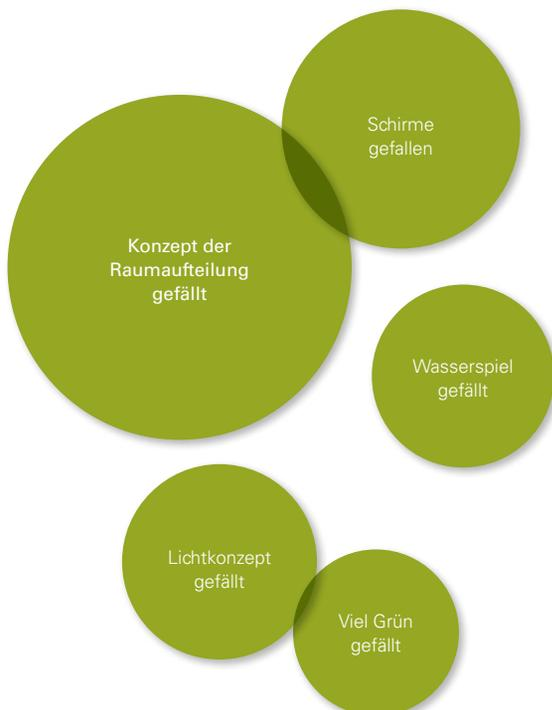 Schirme
gefallen
Konzept der
Raumaufteilung
gefällt
Wasserspiel
gefällt
Lichtkonzept
gefällt
Viel Grün
gefällt